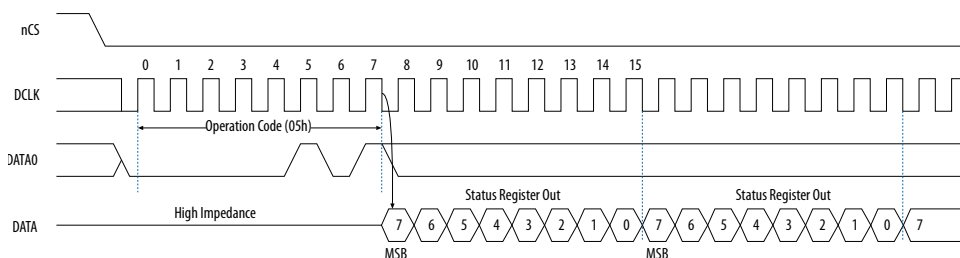 nCS
0 1 2 3 4 5 6 7 8 9 10 11 12 13 14 15
DCLK
Operation Code (05h)
DATA0
Status Register Out Status Register Out
High Impedance
DATA 7 6 5 4 3 2 1 0 7 6 5 4 3 2 1 0 7
MSB MSB